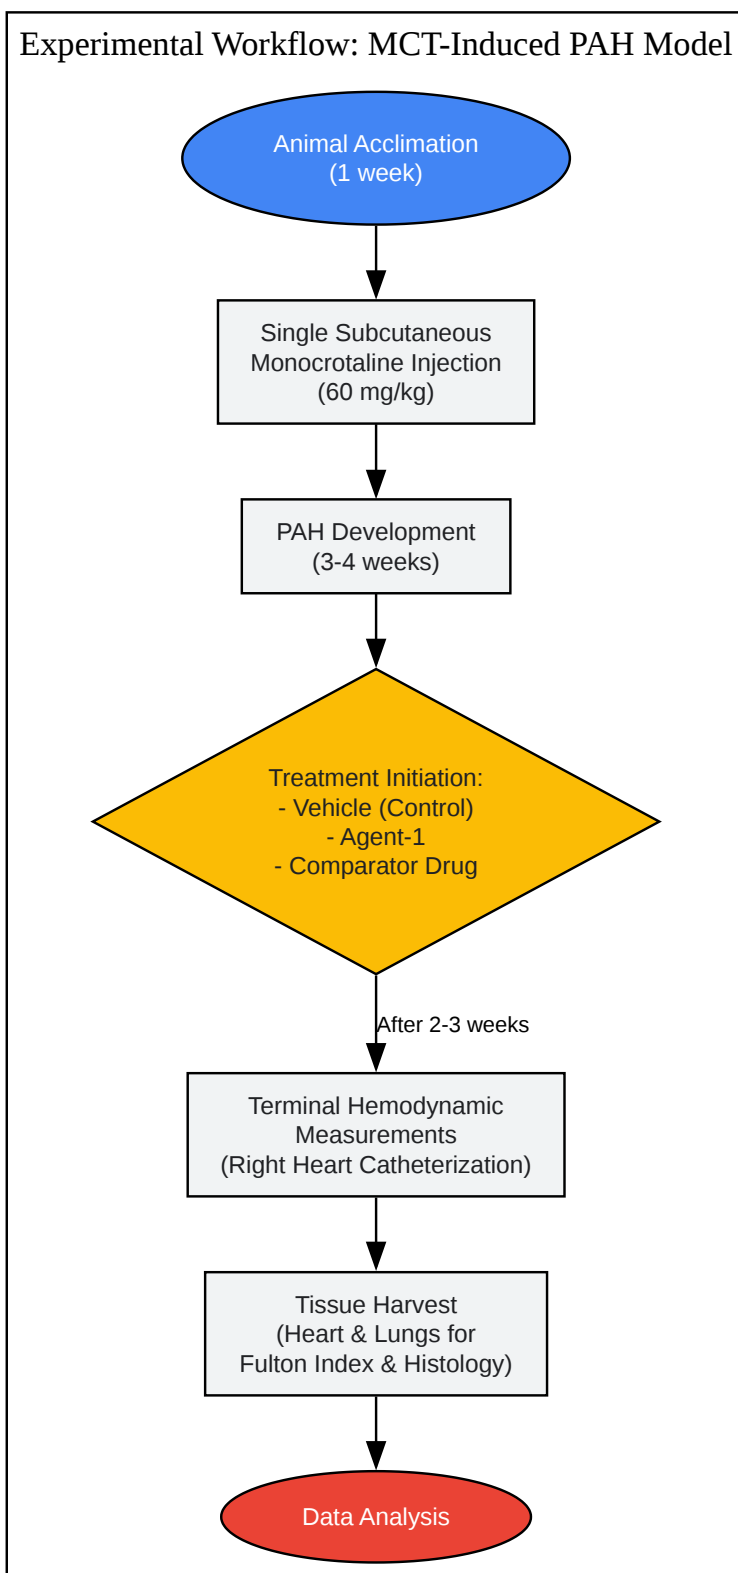 Experimental Workflow: MCT-Induced PAH Model
Animal Acclimation
(1 week)
Single Subcutaneous
Monocrotaline Injection
(60 mg/kg)
PAH Development
(3-4 weeks)
Treatment Initiation:
- Vehicle (Control)
- Agent-1
- Comparator Drug
After 2-3 weeks
Terminal Hemodynamic
Measurements
(Right Heart Catheterization)
Tissue Harvest
(Heart & Lungs for
Fulton Index & Histology)
Data Analysis